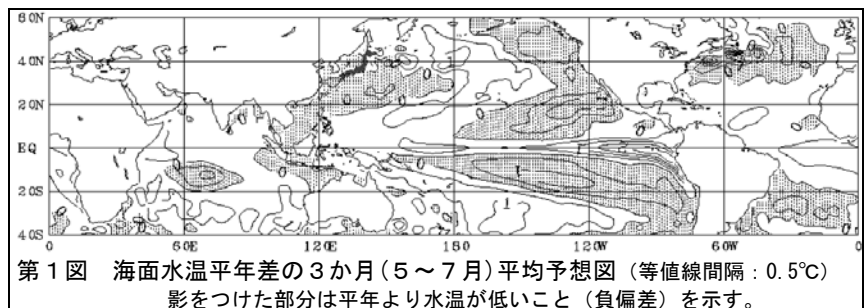 60N
40N
20N
EQ
20S
40S
0 60E 120E 180 120W 60W 0
第1図 海面水温平年差の3か月(5～7月)平均予想図 (等値線間隔:0.5℃)
影をつけた部分は平年より水温が低いこと(負偏差)を示す。